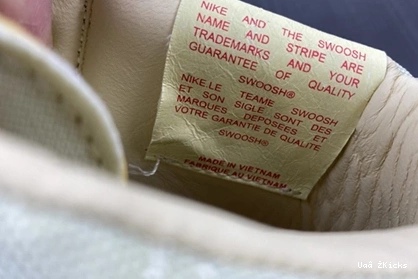 NIKE AND THE SWOOSH
NAME AND STRIPE ARE
TRADEMARKS AND YOUR
GUARANTEE OF QUALITY
SWOOSH®
NIKE.LE TEAME SWOOSH
ET SON SIGLE SONT DES
MARQUES DEPOSEES ET
VOTRE GARANTIE DE QUALITE
SWOOSH®
MADE IN VIETNAM
FABRIQUE AU VIETNAM